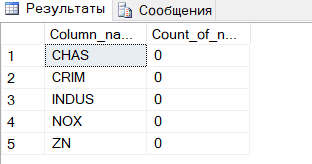 Результаты Сообщения
Column_na... Count_of_n...
1 CHAS 0
2 CRIM 0
3 INDUS 0
4 NOX 0
5 ZN 0